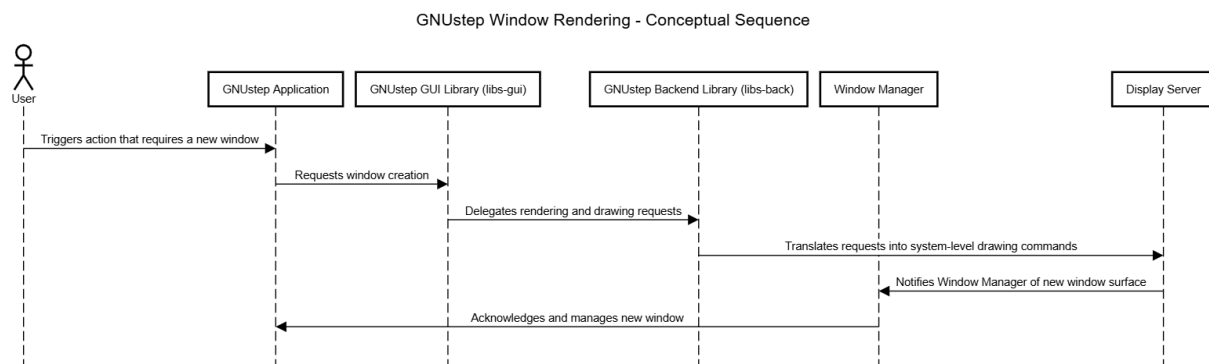 GNUstep Window Rendering - Conceptual Sequence
User
GNUstep Application
GNUstep GUI Library (libs-gui)
GNUstep Backend Library (libs-back)
Window Manager
Display Server
Triggers action that requires a new window
Requests window creation
Delegates rendering and drawing requests
Translates requests into system-level drawing commands
Notifies Window Manager of new window surface
Acknowledges and manages new window